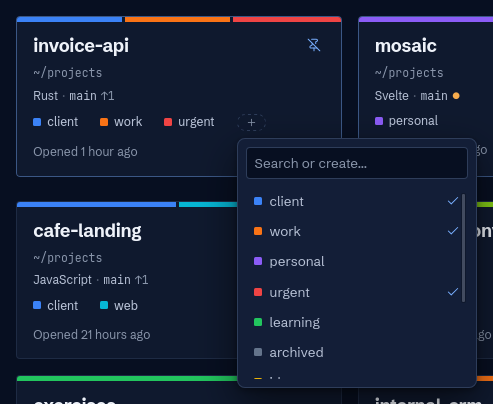 invoice-api
~/projects
Rust · main ↑1
client work urgent +
Opened 1 hour ago
mosaic
~/projects
Svelte · main
personal
Search or create...
client
work
personal
urgent
learning
archived
cafe-landing
~/projects
JavaScript · main ↑1
client web
Opened 21 hours ago